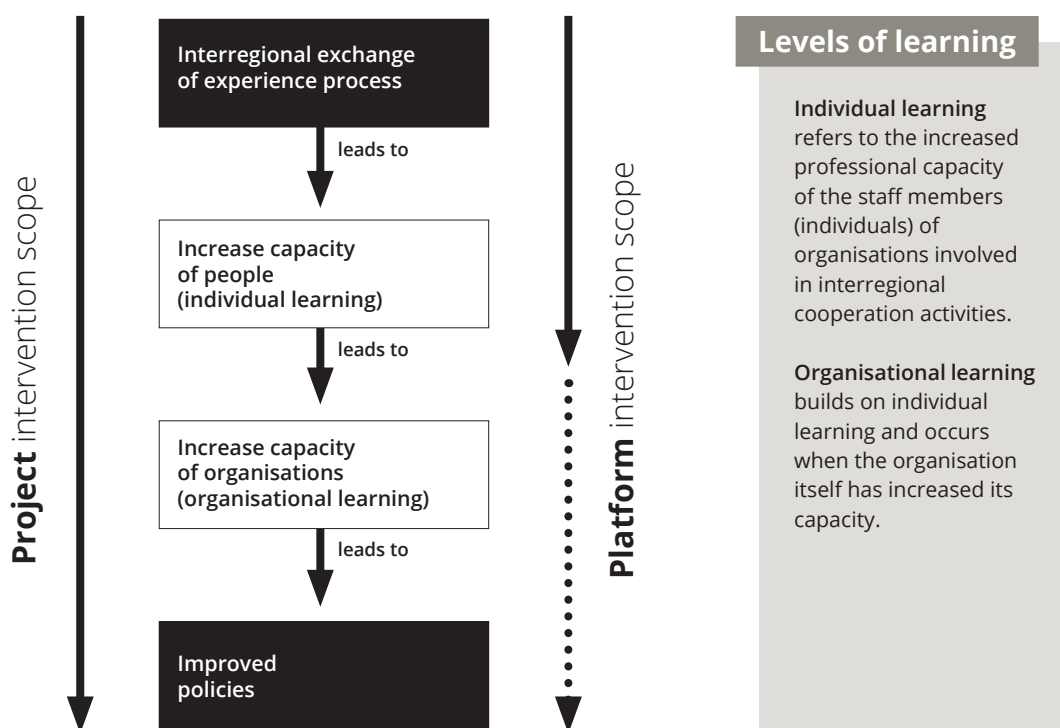 Project intervention scope
Interregional exchange
of experience process
leads to
Increase capacity
of people
(individual learning)
leads to
Increase capacity
of organisations
(organisational learning)
leads to
Improved
policies
Platform intervention scope
Levels of learning
Individual learning
refers to the increased
professional capacity
of the staff members
(individuals) of
organisations involved
in interregional
cooperation activities.
Organisational learning
builds on individual
learning and occurs
when the organisation
itself has increased its
capacity.